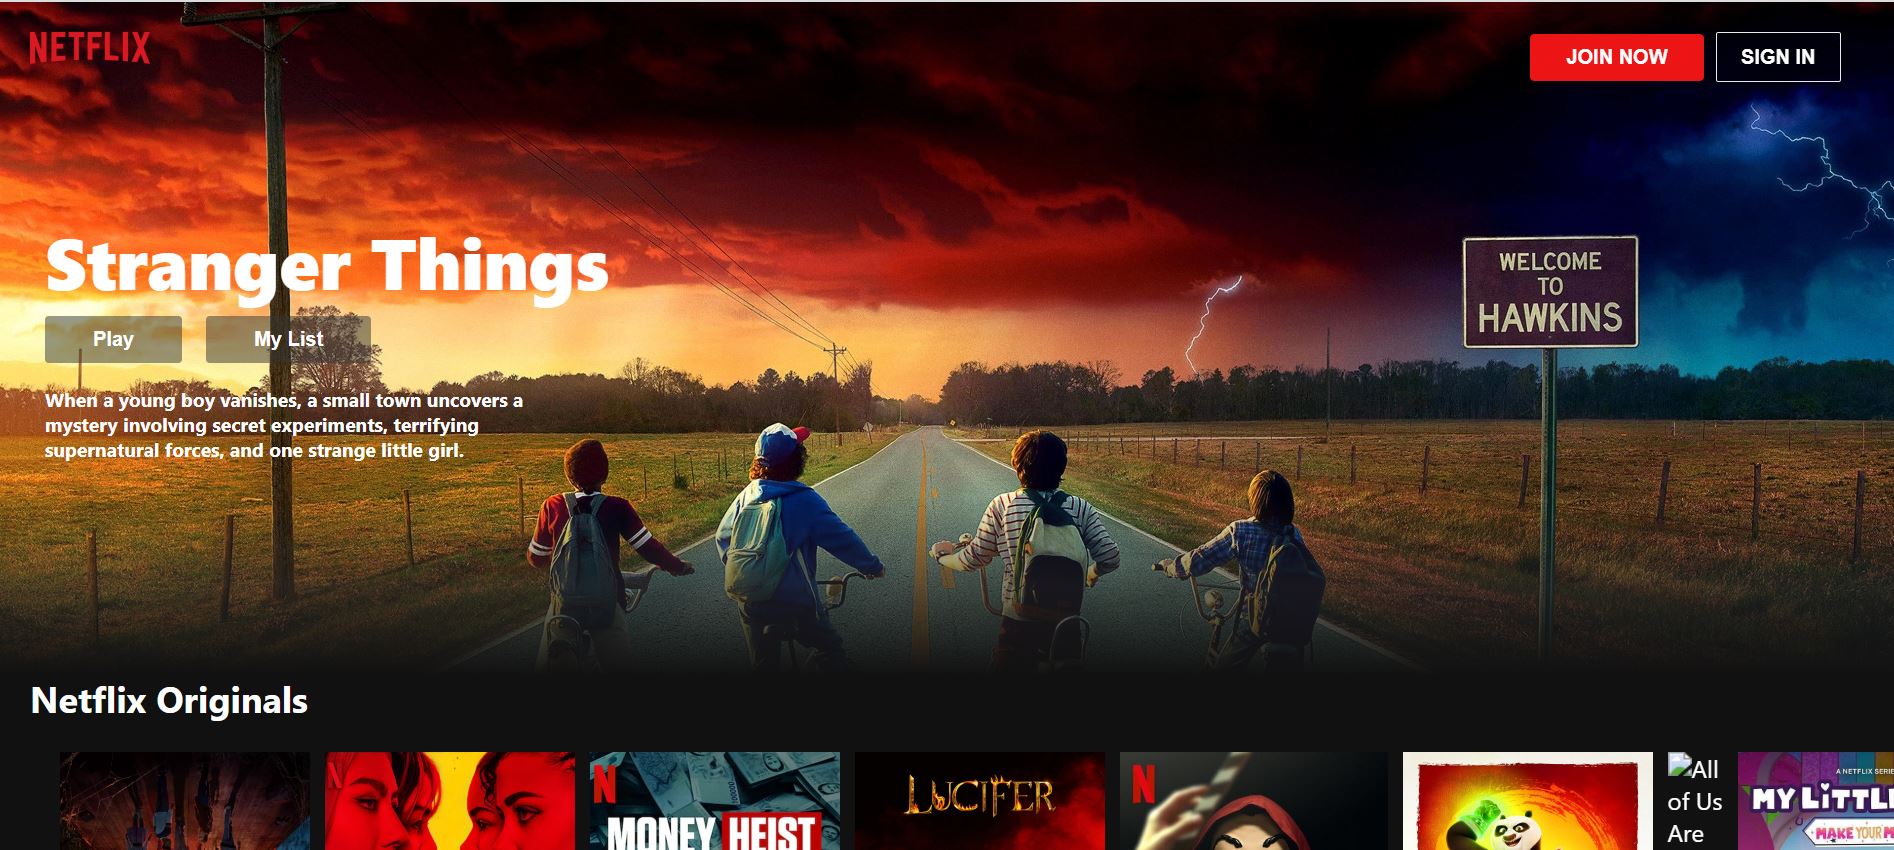 NETFLIX
JOIN NOW
SIGN IN
Stranger Things
Play
My List
When a young boy vanishes, a small town uncovers a
mystery involving secret experiments, terrifying
supernatural forces, and one strange little girl.
WELCOME
TO
HAWKINS
Netflix Originals
N
MONEY HEIST
LUCIFER
N
All
of Us
Are
A NETFLIX SERIE
MY LITTL
MAKE YOUR M